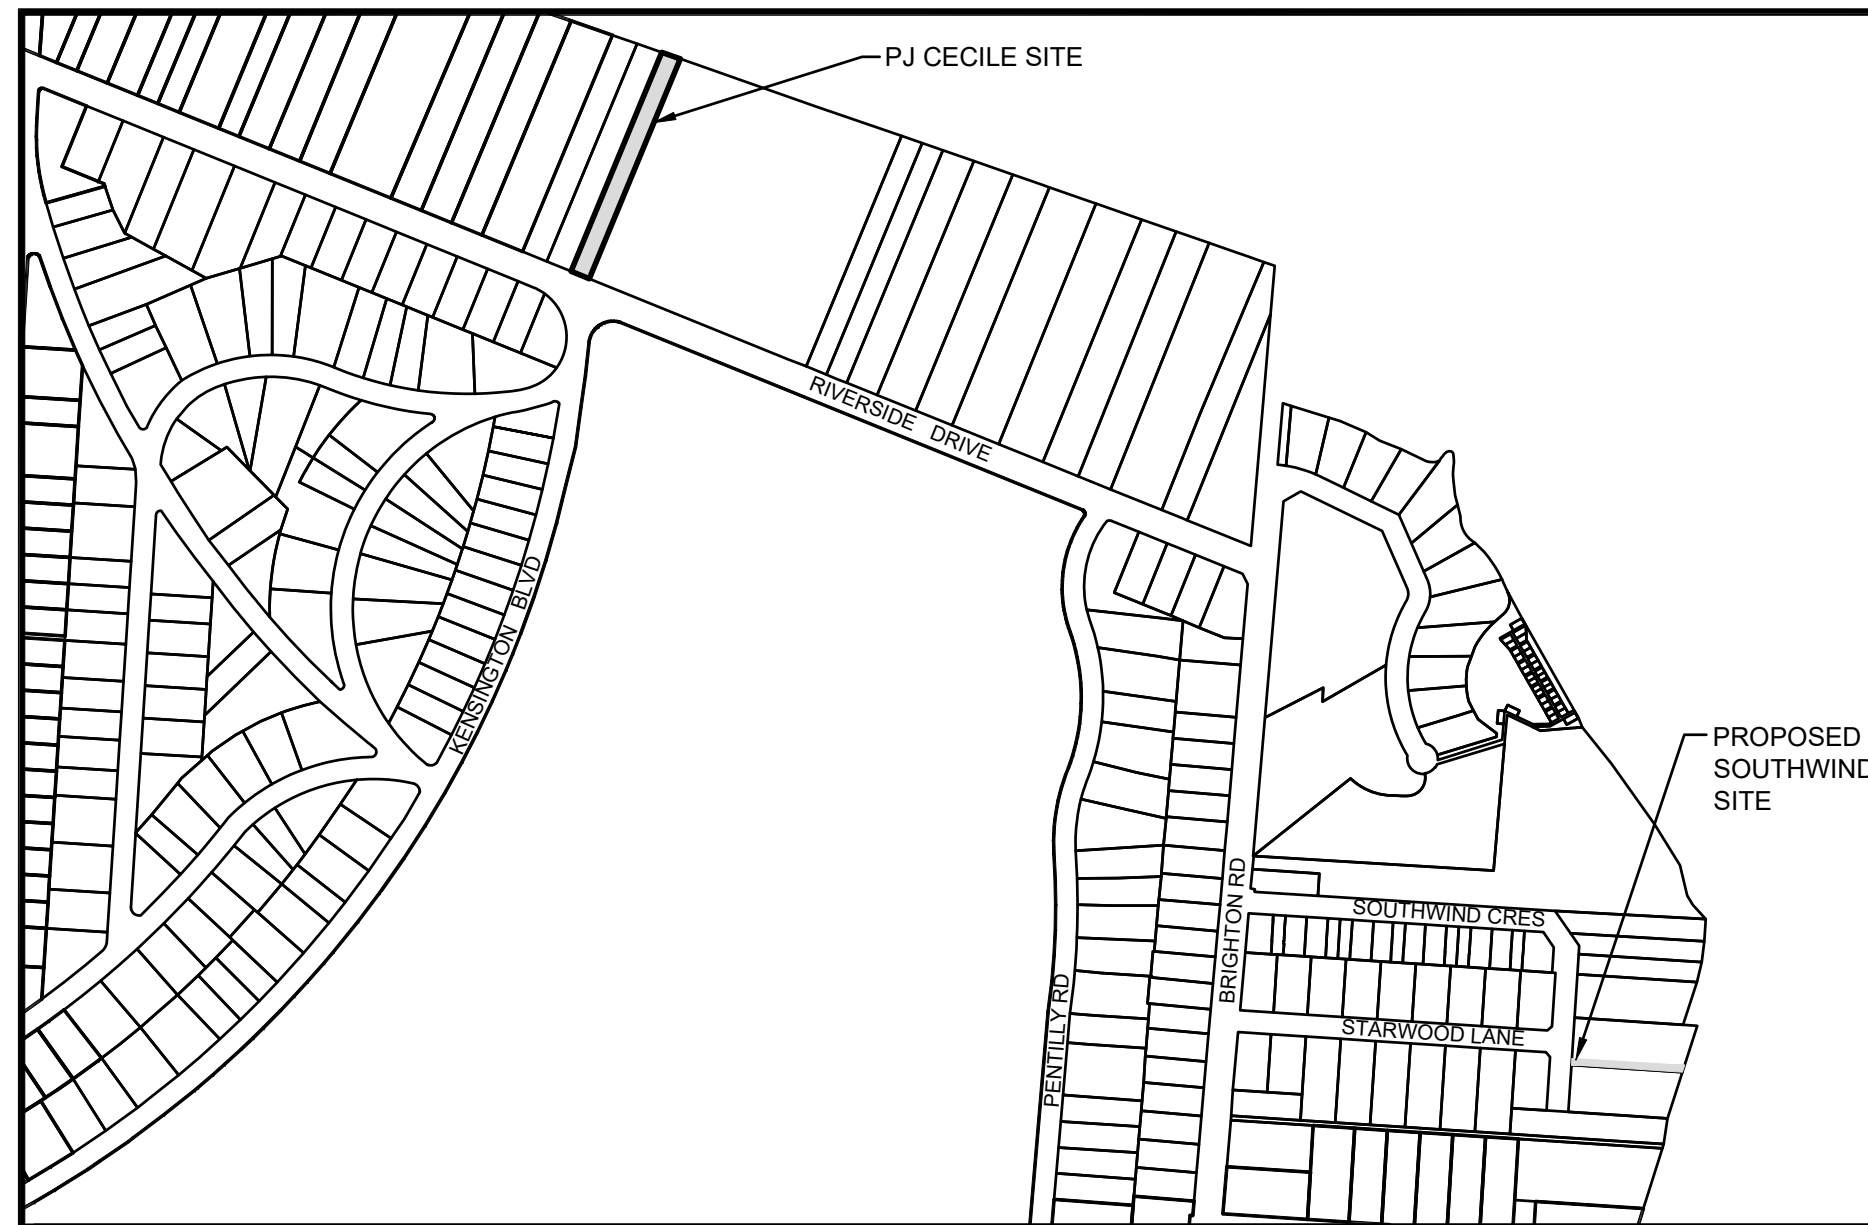 PJ CECILE SITE
RIVERSIDE DRIVE
KENSINGTON BLVD
PROPOSED
SOUTHWIND
SITE
BRIGHTON RD
SOUTHWIND CRES
PENTILLY RD
STARWOOD LANE